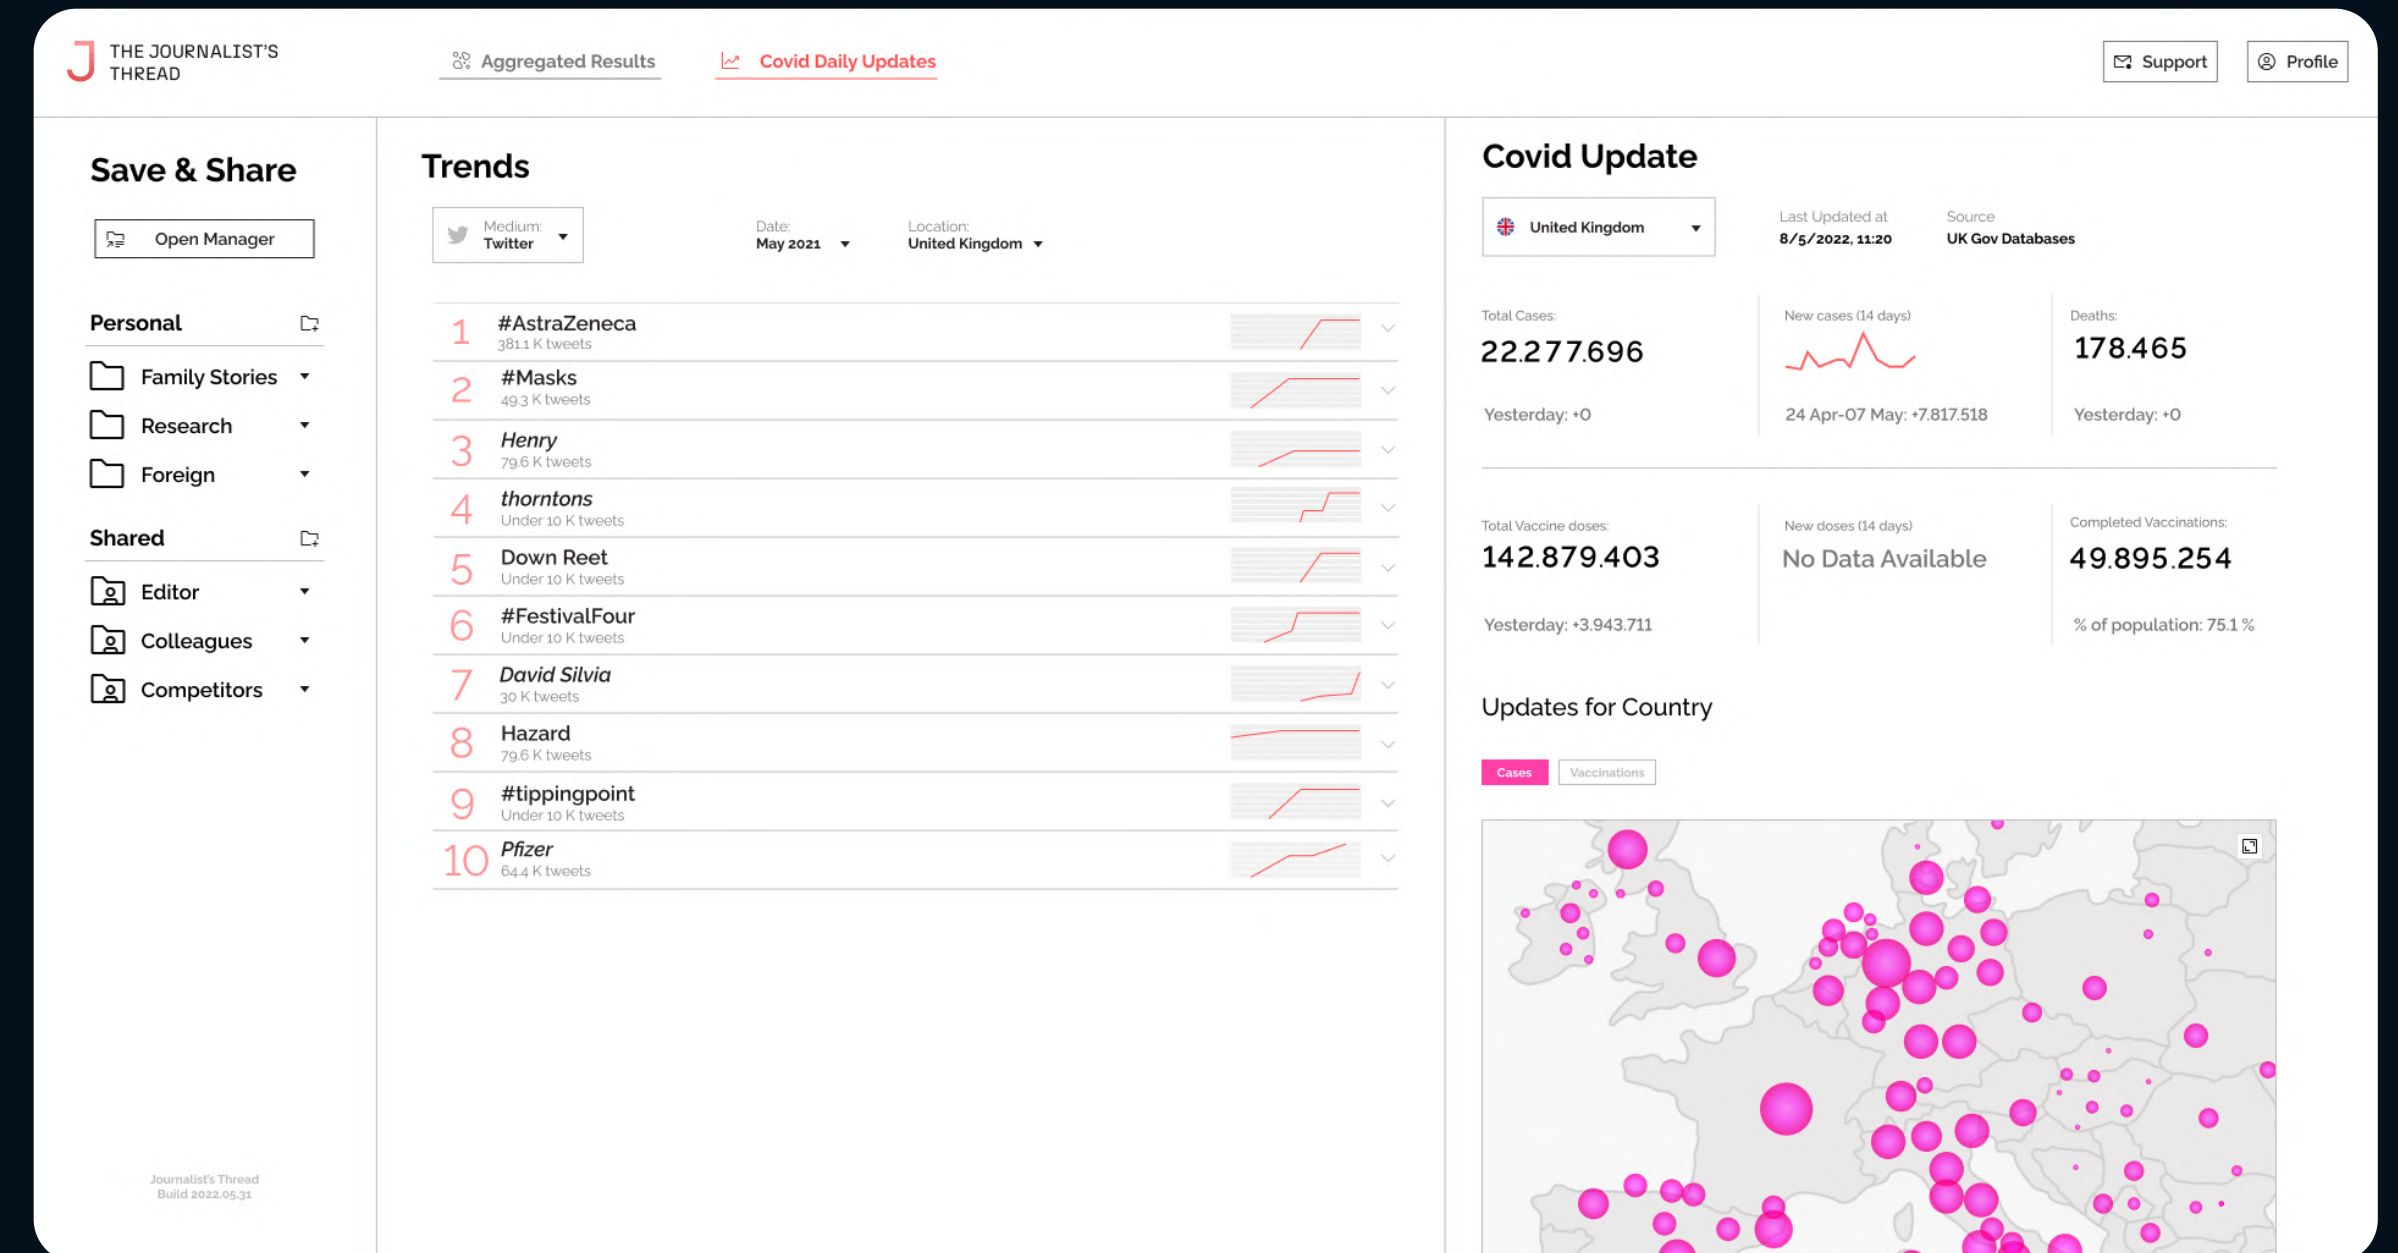 THE JOURNALIST'S
THREAD
Aggregated Results
Covid Daily Updates
Support
Profile
Save & Share
Open Manager
Personal
Family Stories
Research
Foreign
Shared
Editor
Colleagues
Competitors
Journalist's Thread
Build 2022.05.31
Trends
Medium:
Twitter
Date:
May 2021
Location:
United Kingdom
1
#AstraZeneca
381.1 K tweets
2
#Masks
49.3 K tweets
3
Henry
79.6 K tweets
4
thorntons
Under 10 K tweets
5
Down Reet
Under 10 K tweets
6
#FestivalFour
Under 10 K tweets
7
David Silvia
30 K tweets
8
Hazard
79.6 K tweets
9
#tippingpoint
Under 10 K tweets
10
Pfizer
64.4 K tweets
Covid Update
United Kingdom
Last Updated at
8/5/2022, 11:20
Source
UK Gov Databases
Total Cases:
22.277.696
Yesterday: +0
New cases (14 days)
24 Apr-07 May: +7.817.518
Deaths:
178.465
Yesterday: +0
Total Vaccine doses:
142.879.403
Yesterday: +3.943.711
New doses (14 days)
No Data Available
Completed Vaccinations:
49.895.254
% of population: 75.1 %
Updates for Country
Cases
Vaccinations